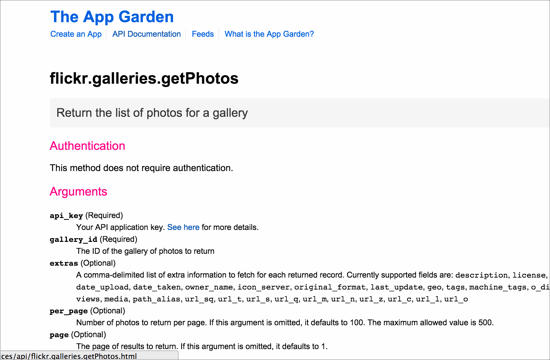 The App Garden
Create an App API Documentation Feeds What is the App Garden?
flickr.galleries.getPhotos
Return the list of photos for a gallery
Authentication
This method does not require authentication.
Arguments
api_key (Required)
Your API application key. See here for more details.
gallery_id (Required)
The ID of the gallery of photos to return
extras (Optional)
A comma-delimited list of extra information to fetch for each returned record. Currently supported fields are: description, license,
date_upload, date_taken, owner_name, icon_server, original_format, last_update, geo, tags, machine_tags, o_di
views, media, path_alias, url_sq, url_t, url_s, url_q, url_m, url_n, url_z, url_c, url_l, url_o
per_page (Optional)
Number of photos to return per page. If this argument is omitted, it defaults to 100. The maximum allowed value is 500.
page (Optional)
The page of results to return. If this argument is omitted, it defaults to 1.
ces/api/flickr.galleries.getPhotos.html